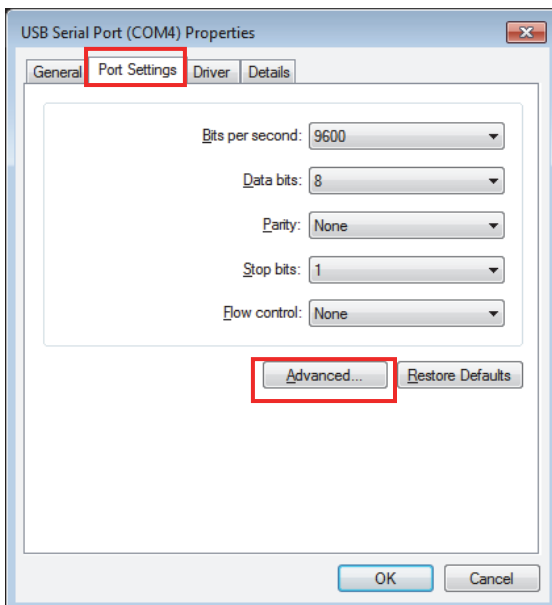 USB Serial Port (COM4) Properties
General Port Settings Driver Details
Bits per second: 9600
Data bits: 8
Parity: None
Stop bits: 1
Flow control: None
Advanced... Restore Defaults
OK Cancel